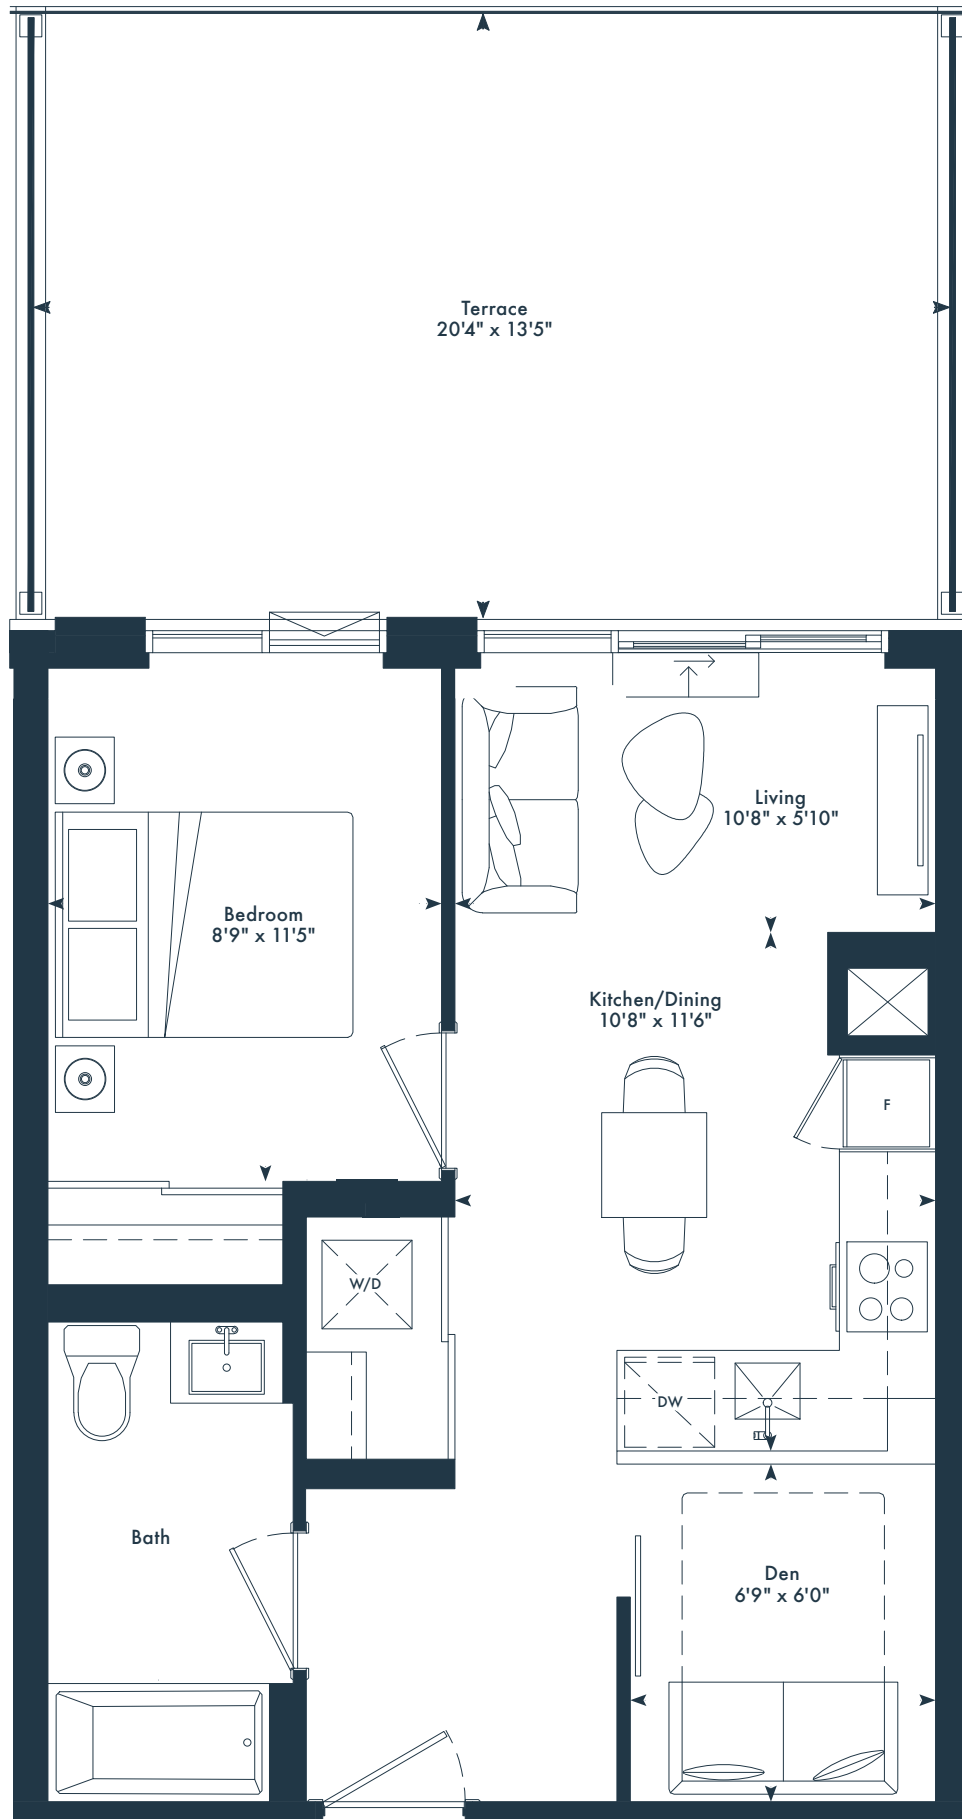 Terrace
20'4" x 13'5"
Living
10'8" x 5'10"
Bedroom
8'9" x 11'5"
Kitchen/Dining
10'8" x 11'6"
F
W/D
DW
Bath
Den
6'9" x 6'0"